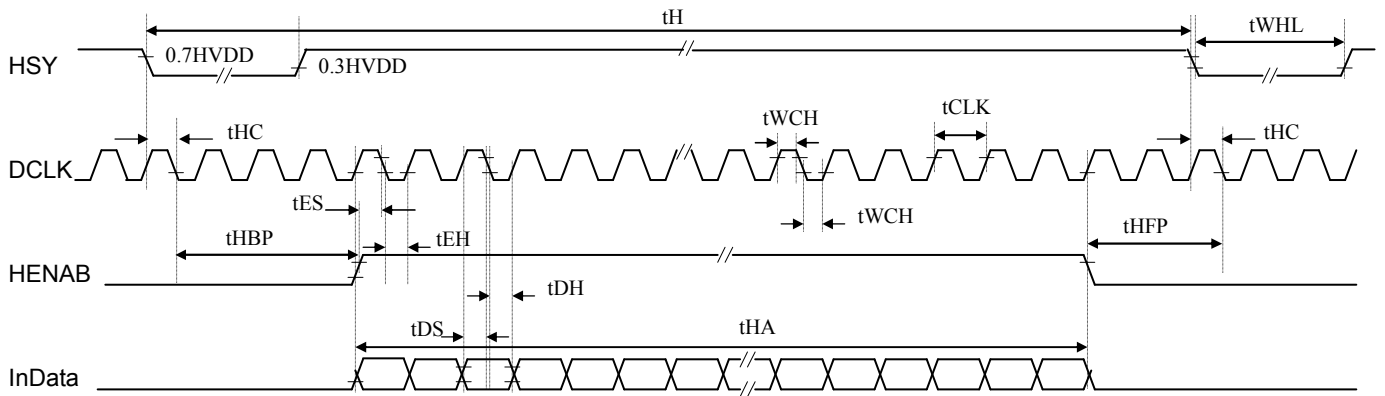 tH
tWHL
HSY
0.7HVDD
0.3HVDD
tHC
tWCH
tCLK
tHC
DCLK
tES
tWCH
tHBP
tEH
tHFP
HENAB
tDH
tDS
tHA
InData